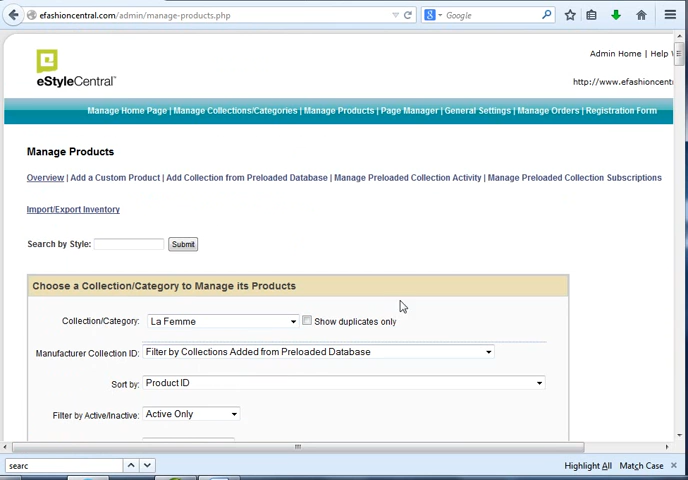 efashioncentral.com/admin/manage-products.php
Google
eStyleCentral
Admin Home | Help
http://www.efashioncent
Manage Home Page | Manage Collections/Categories | Manage Products | Page Manager | General Settings | Manage Orders | Registration Form
Manage Products
Overview | Add a Custom Product | Add Collection from Preloaded Database | Manage Preloaded Collection Activity | Manage Preloaded Collection Subscriptions
Import/Export Inventory
Search by Style: Submit
Choose a Collection/Category to Manage its Products
Collection/Category: La Femme Show duplicates only
Manufacturer Collection ID: Filter by Collections Added from Preloaded Database
Sort by: Product ID
Filter by Active/Inactive: Active Only
searc Highlight All Match Case